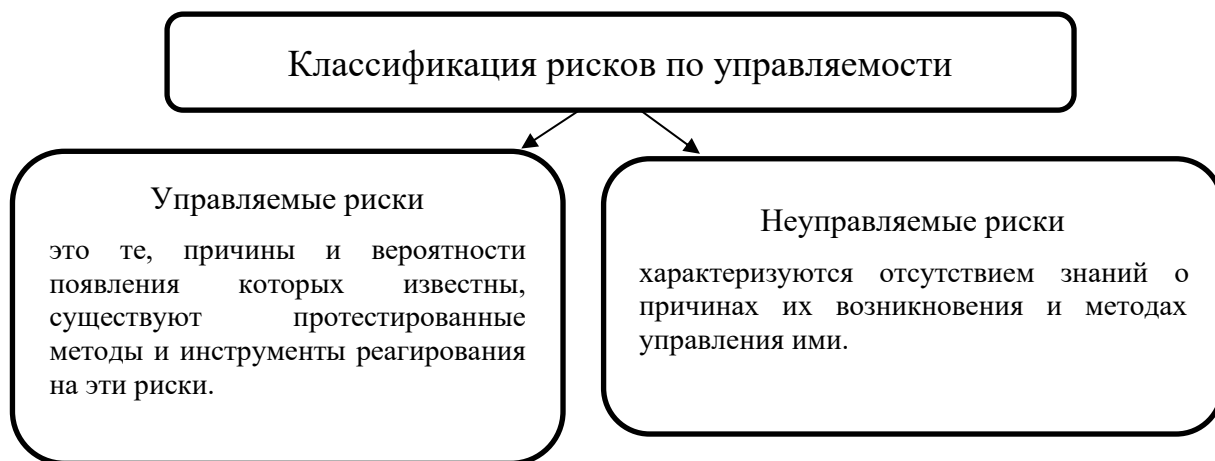 Классификация рисков по управляемости
Управляемые риски
это те, причины и вероятности
появления которых известны,
существуют протестированные
методы и инструменты реагирования
на эти риски.
Неуправляемые риски
характеризуются отсутствием знаний о
причинах их возникновения и методах
управления ими.